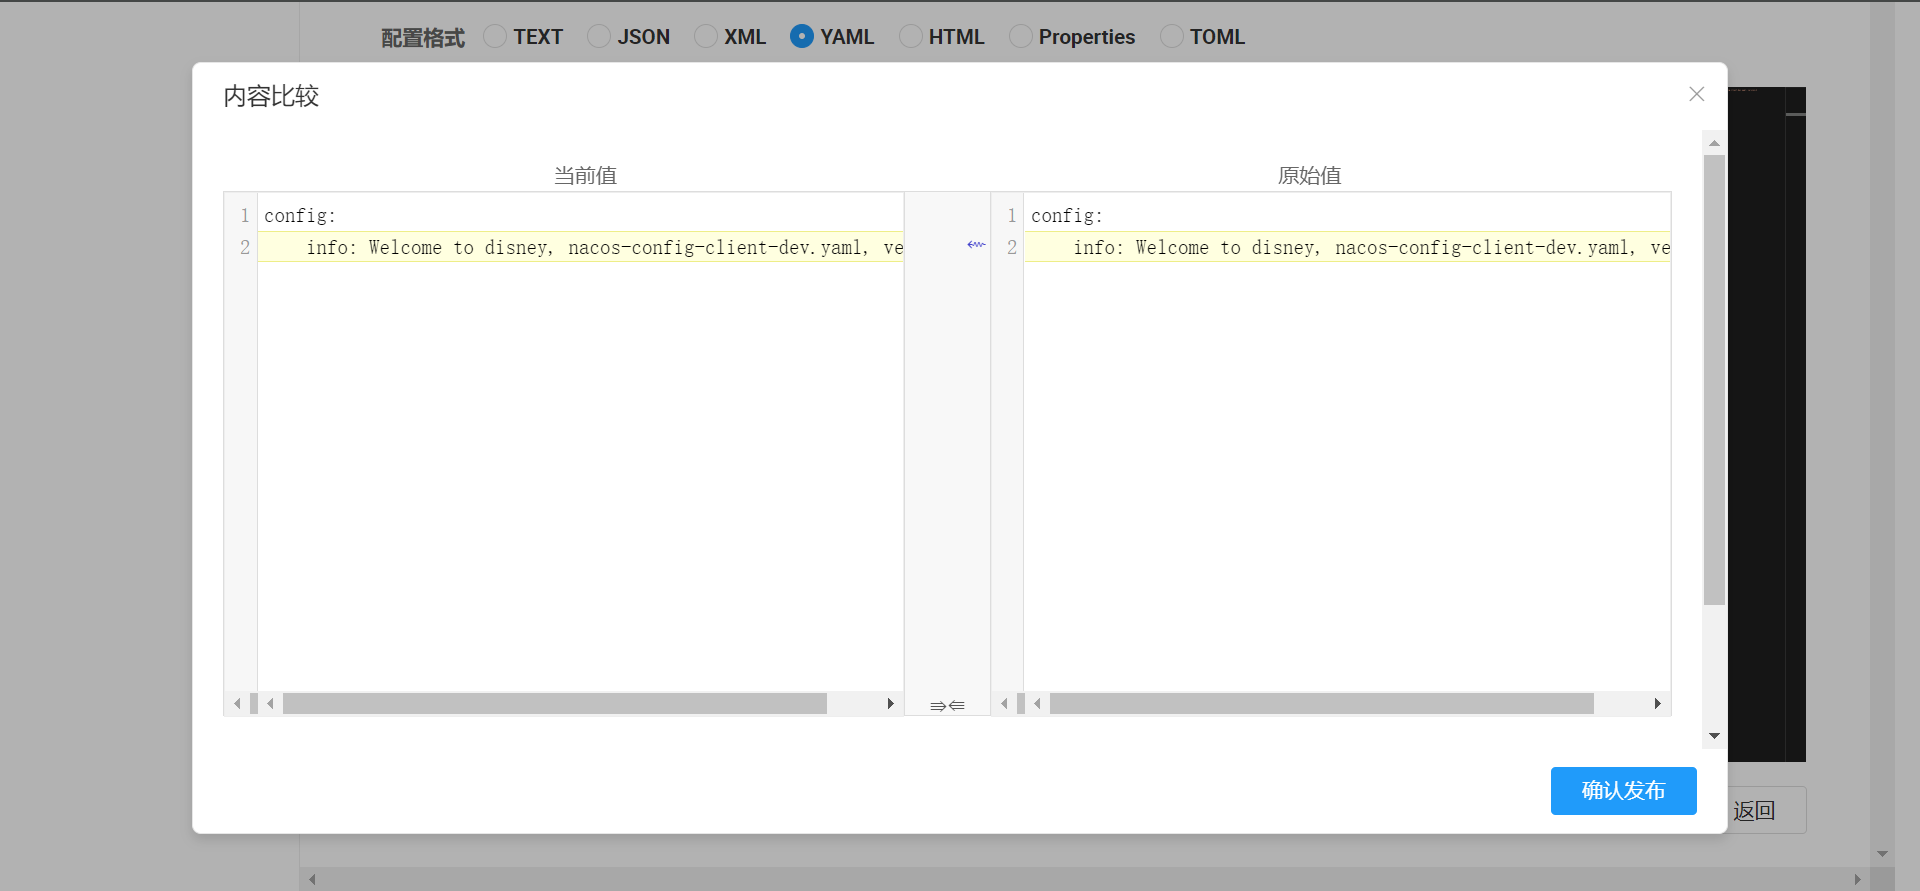 配置格式 TEXT JSON XML YAML HTML Properties TOML
内容比较
当前值
原始值
1 config:
2 info: Welcome to disney, nacos-config-client-dev.yaml, ve
1 config:
2 info: Welcome to disney, nacos-config-client-dev.yaml, ve
确认发布
返回